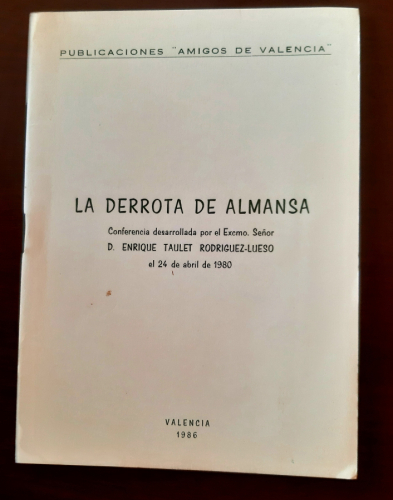 PUBLICACIONES "AMIGOS DE VALENCIA"
LA DERROTA DE ALMANSA
Conferencia desarrollada por el Excmo. Señor
D. ENRIQUE TAULET RODRIGUEZ-LUESO
el 24 de abril de 1980
VALENCIA
1986